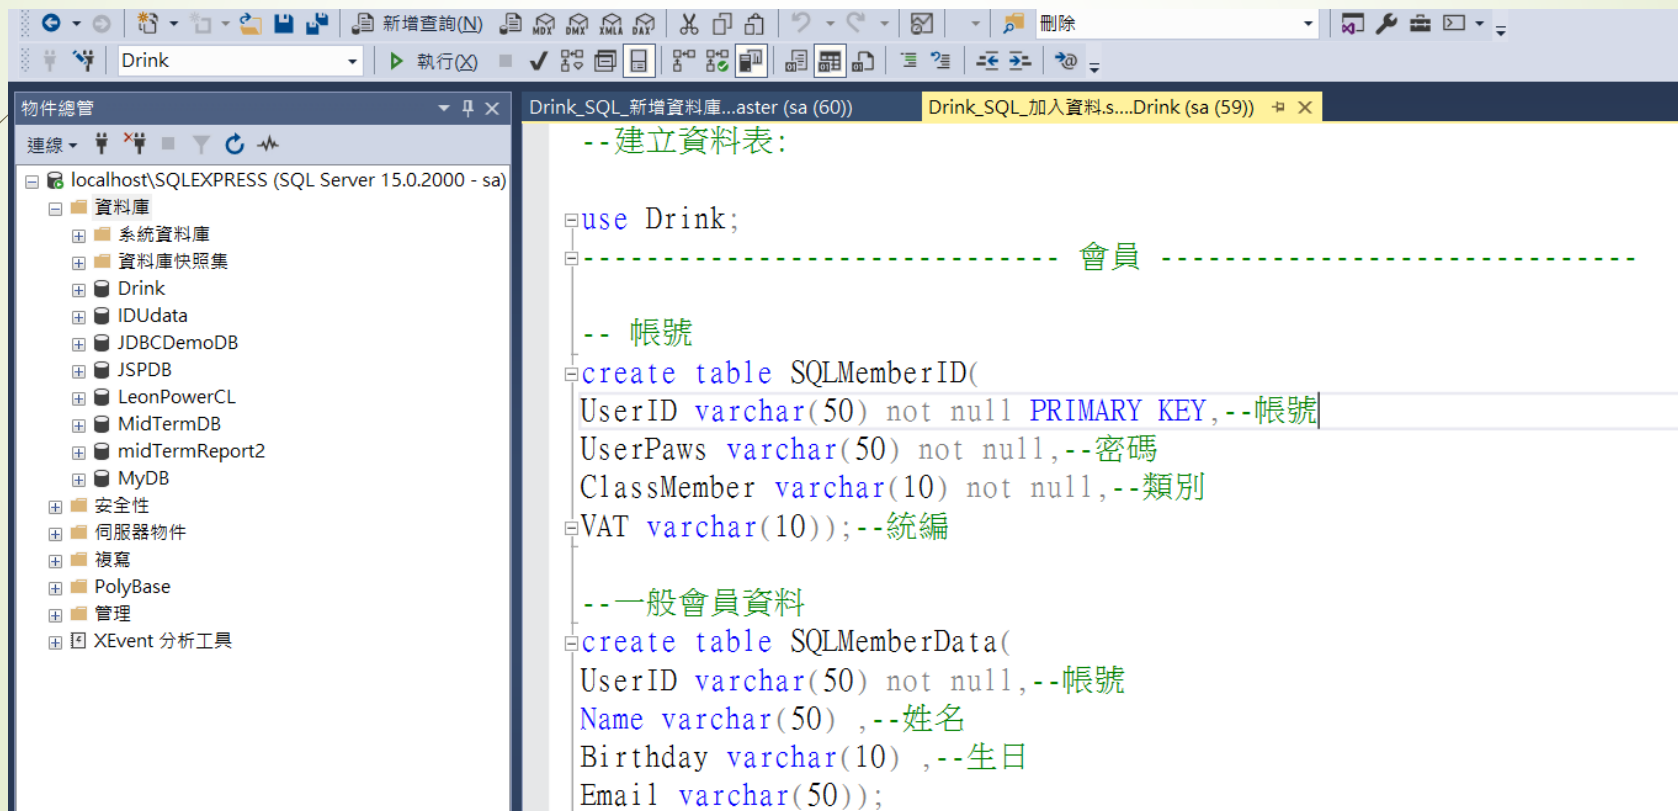 新增查詢(N)
MDX DMX XMLA DAX
刪除
Drink
執行(X)
物件總管
Drink_SQL_新增資料庫...aster (sa (60))
Drink_SQL_加入資料.s....Drink (sa (59))
連線
localhost\SQLEXPRESS (SQL Server 15.0.2000 - sa)
資料庫
系統資料庫
資料庫快照集
Drink
IDUdata
JDBCDemoDB
JSPDB
LeonPowerCL
MidTermDB
midTermReport2
MyDB
安全性
伺服器物件
複寫
PolyBase
管理
XEvent 分析工具
--建立資料表:
use Drink;
------------------------------ 會員 ------------------------------
-- 帳號
create table SQLMemberID(
UserID varchar(50) not null PRIMARY KEY,--帳號
UserPaws varchar(50) not null,--密碼
ClassMember varchar(10) not null,--類別
VAT varchar(10));--統編
--一般會員資料
create table SQLMemberData(
UserID varchar(50) not null,--帳號
Name varchar(50) ,--姓名
Birthday varchar(10) ,--生日
Email varchar(50));